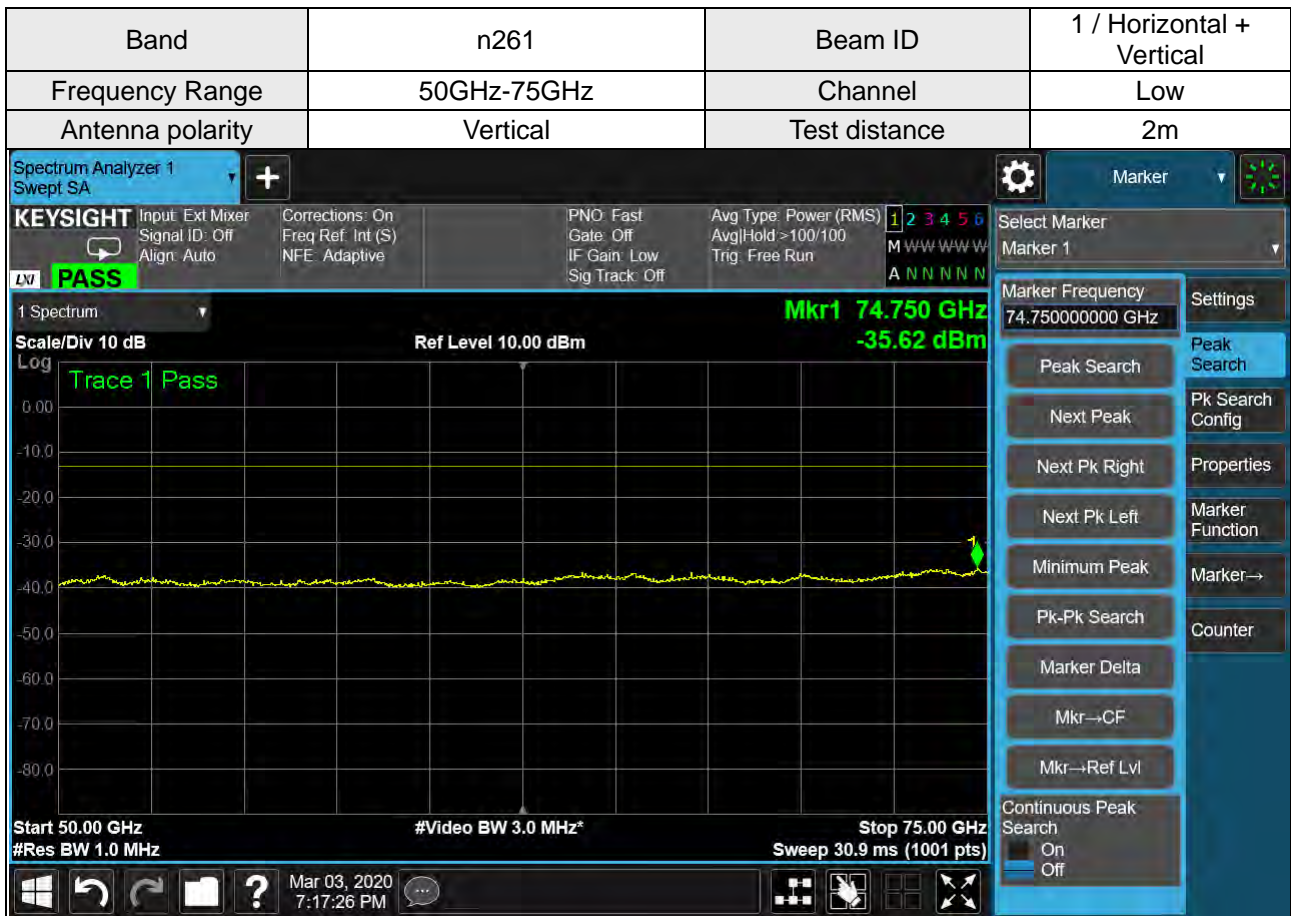 Band n261 Beam ID 1 / Horizontal +
Vertical
Frequency Range 50GHz-75GHz Channel Low
Antenna polarity Vertical Test distance 2m
Spectrum Analyzer 1
Swept SA
+
Marker
KEYSIGHT
LXI PASS
Input: Ext Mixer
Signal ID: Off
Align: Auto
Corrections: On
Freq Ref: Int (S)
NFE: Adaptive
PNO: Fast
Gate: Off
IF Gain: Low
Sig Track: Off
Avg Type: Power (RMS)
Avg|Hold >100/100
Trig: Free Run
1 2 3 4 5 6
M W W W W W
A N N N N N
Select Marker
Marker 1
1 Spectrum
Mkr1 74.750 GHz
Scale/Div 10 dB Ref Level 10.00 dBm -35.62 dBm
Log
Trace 1 Pass
0.00
-10.0
-20.0
-30.0
1
-40.0
-50.0
-60.0
-70.0
-80.0
Start 50.00 GHz #Video BW 3.0 MHz* Stop 75.00 GHz
#Res BW 1.0 MHz Sweep 30.9 ms (1001 pts)
Marker Frequency
74.750000000 GHz
Peak Search
Next Peak
Next Pk Right
Next Pk Left
Minimum Peak
Pk-Pk Search
Marker Delta
Mkr→CF
Mkr→Ref Lvl
Continuous Peak
Search
On
Off
Settings
Peak
Search
Pk Search
Config
Properties
Marker
Function
Marker→
Counter
?
Mar 03, 2020
7:17:26 PM